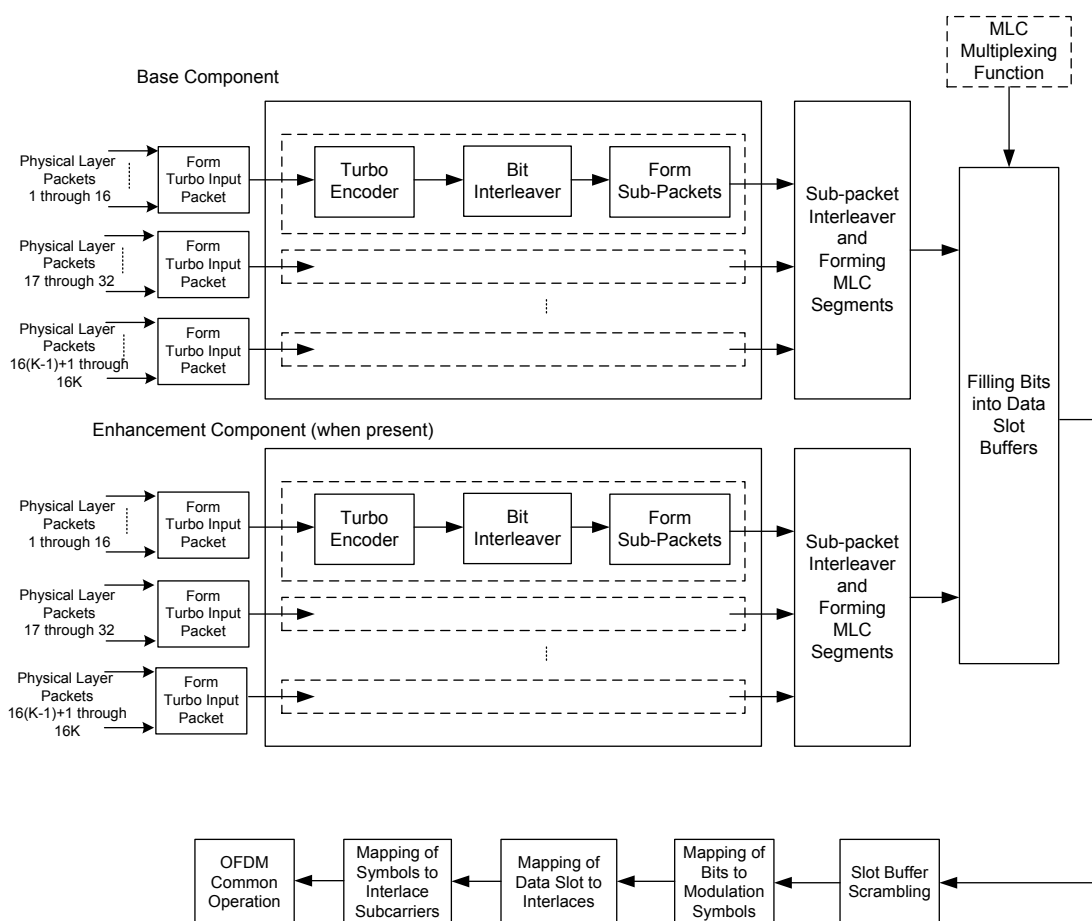 MLC
Multiplexing
Function
Base Component
Physical Layer
Packets
1 through 16
Form
Turbo Input
Packet
Turbo
Encoder
Bit
Interleaver
Form
Sub-Packets
Physical Layer
Packets
17 through 32
Form
Turbo Input
Packet
Physical Layer
Packets
16(K-1)+1 through
16K
Form
Turbo Input
Packet
Sub-packet
Interleaver
and
Forming
MLC
Segments
Filling Bits
into Data
Slot
Buffers
Enhancement Component (when present)
Physical Layer
Packets
1 through 16
Form
Turbo Input
Packet
Turbo
Encoder
Bit
Interleaver
Form
Sub-Packets
Physical Layer
Packets
17 through 32
Form
Turbo Input
Packet
Physical Layer
Packets
16(K-1)+1 through
16K
Form
Turbo Input
Packet
Sub-packet
Interleaver
and
Forming
MLC
Segments
OFDM
Common
Operation
Mapping of
Symbols to
Interlace
Subcarriers
Mapping of
Data Slot to
Interlaces
Mapping of
Bits to
Modulation
Symbols
Slot Buffer
Scrambling